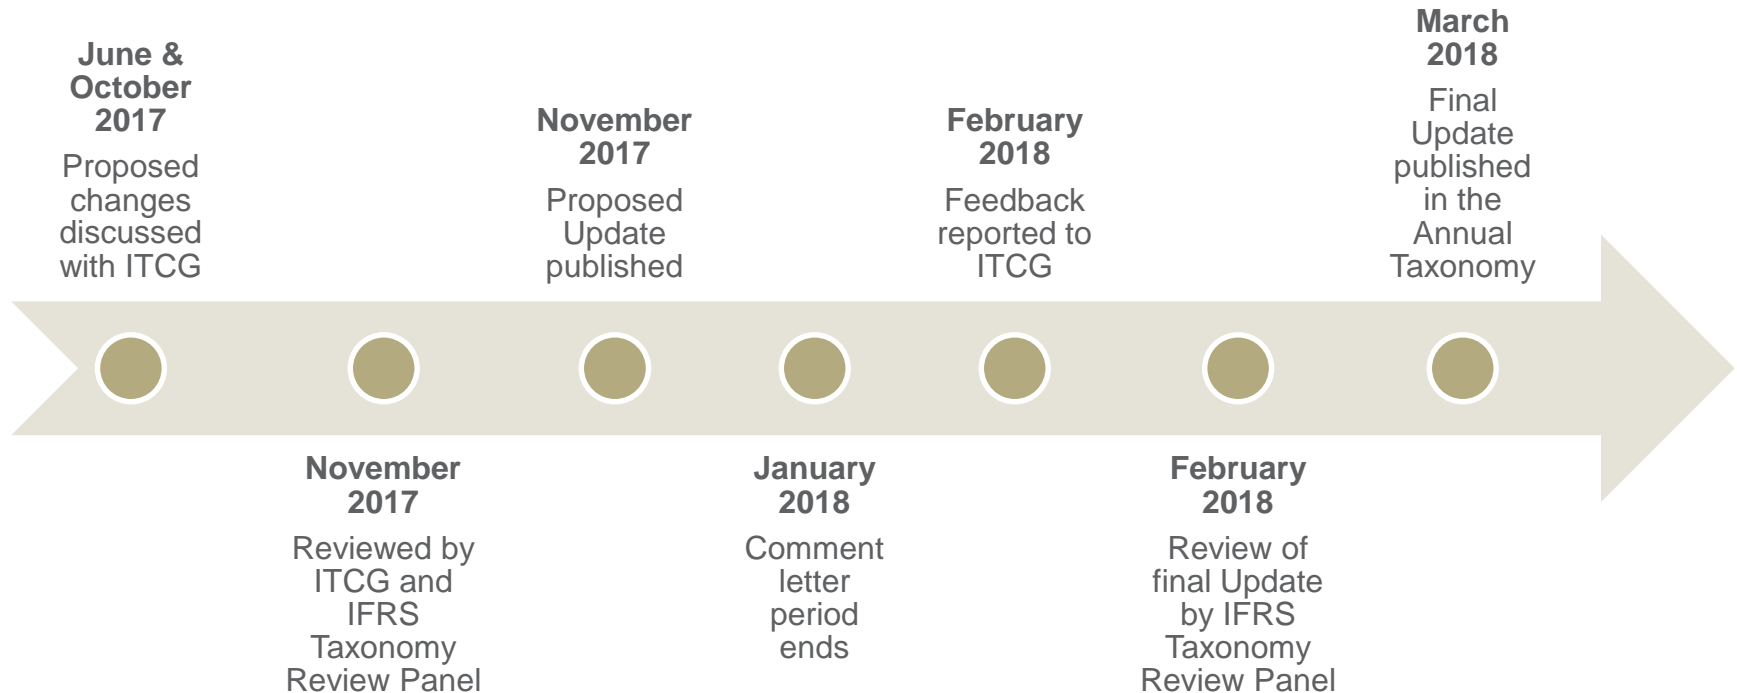 June &
October
2017
Proposed
changes
discussed
with ITCG
November
2017
Reviewed by
ITCG and
IFRS
Taxonomy
Review Panel
November
2017
Proposed
Update
published
January
2018
Comment
letter
period
ends
February
2018
Feedback
reported to
ITCG
February
2018
Review of
final Update
by IFRS
Taxonomy
Review Panel
March
2018
Final
Update
published
in the
Annual
Taxonomy